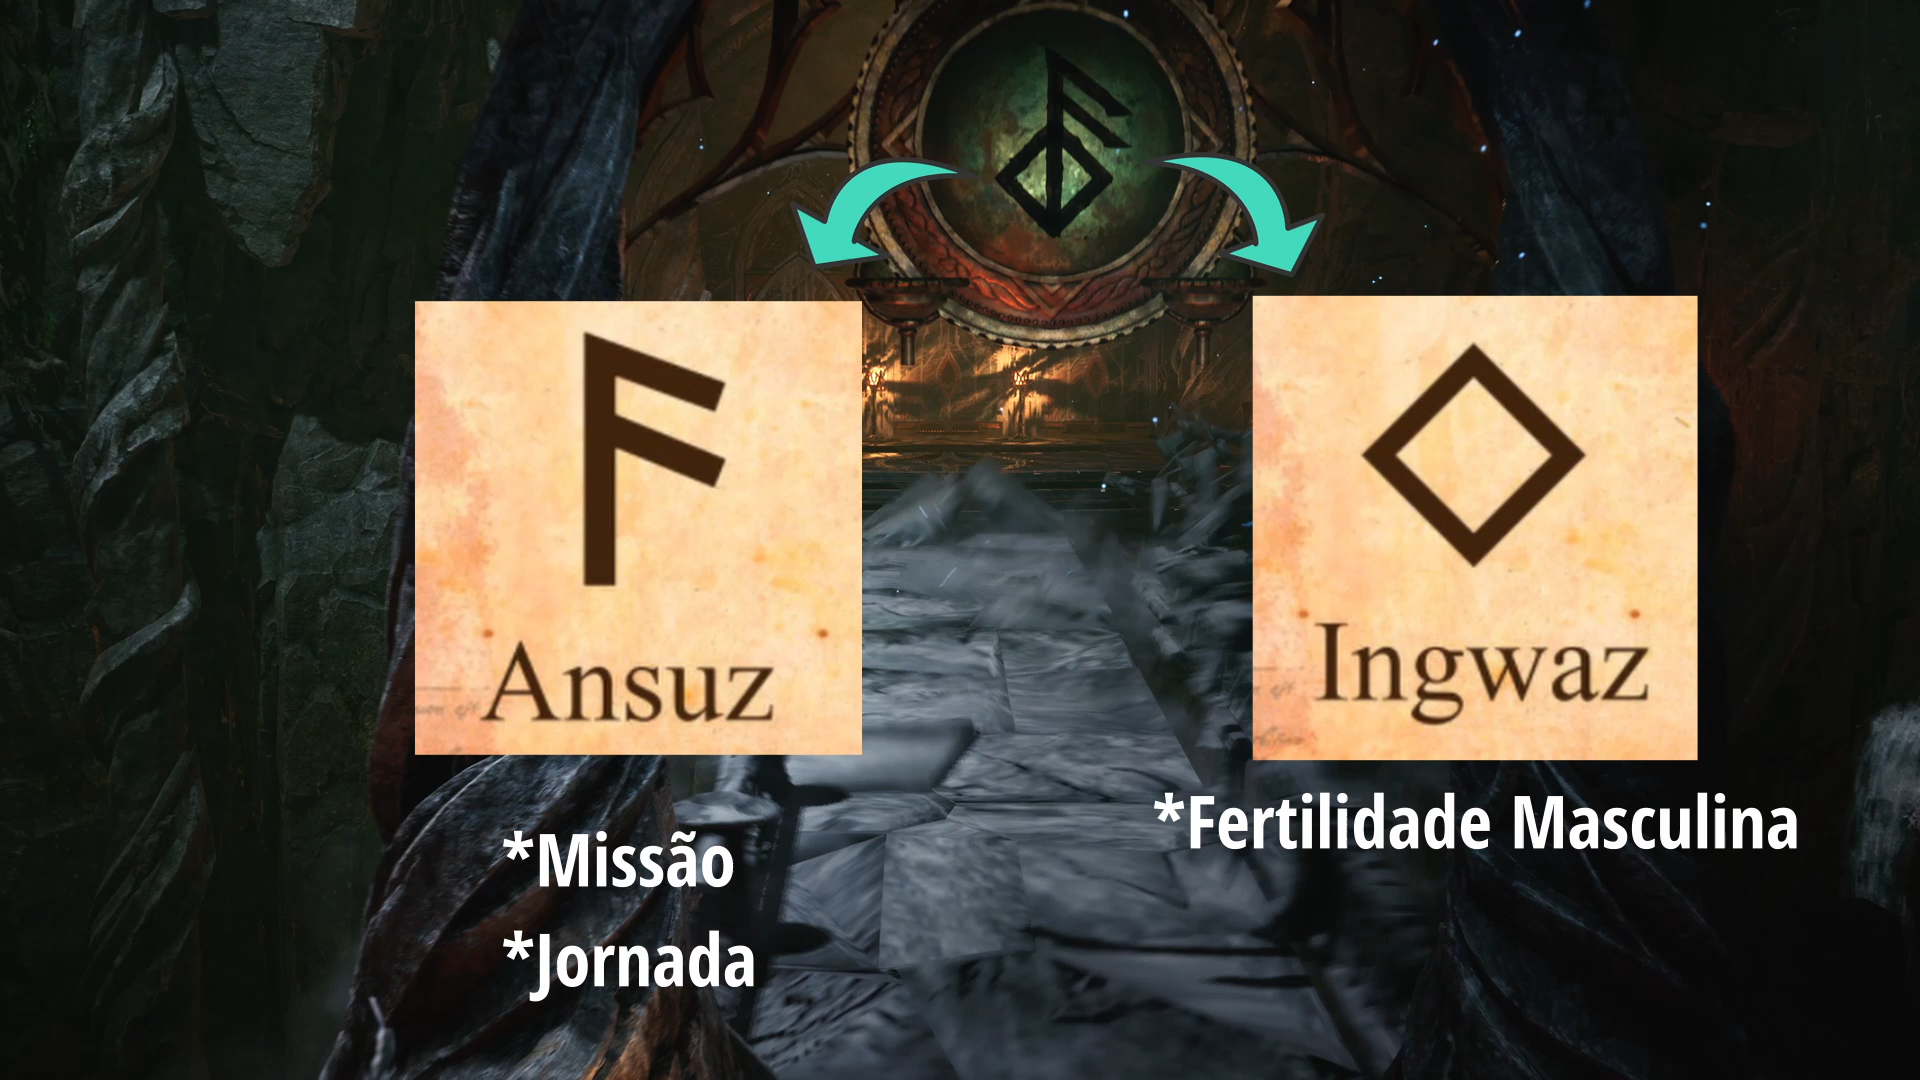 Ansuz
Ingwaz
*Missão
*Jornada
*Fertilidade Masculina